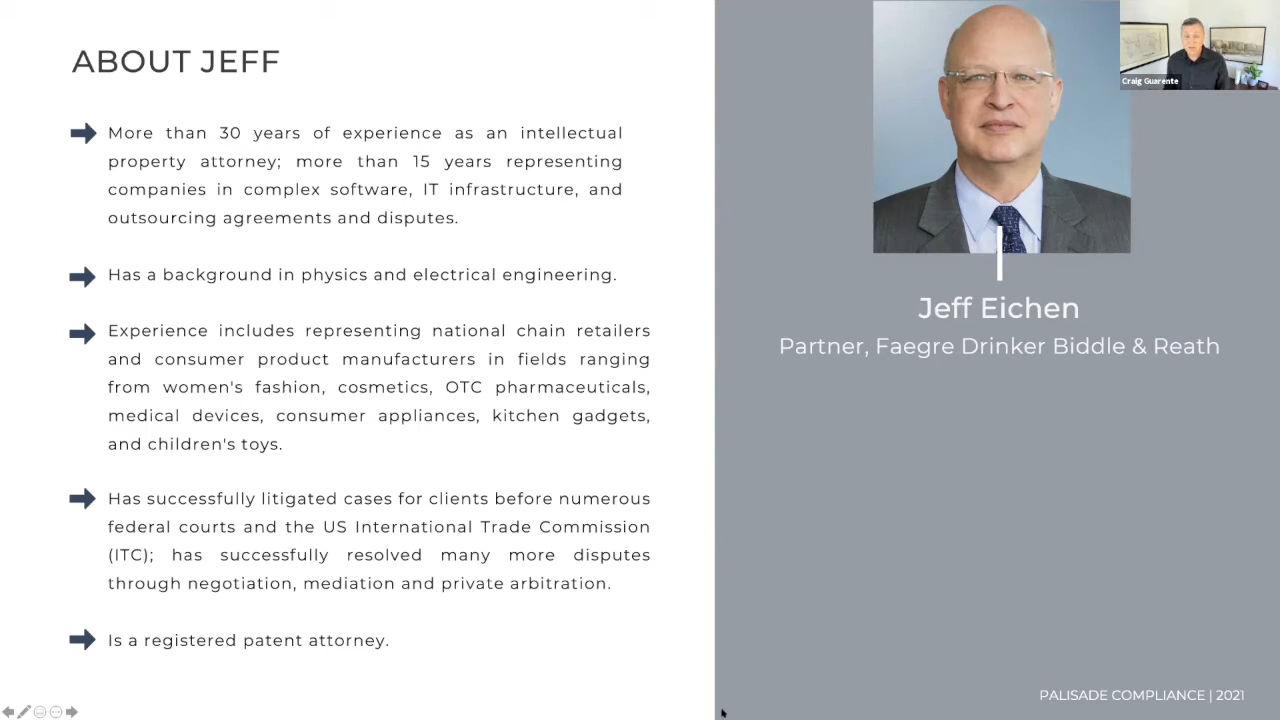 ABOUT JEFF
More than 30 years of experience as an intellectual
property attorney; more than 15 years representing
companies in complex software, IT infrastructure, and
outsourcing agreements and disputes.
Has a background in physics and electrical engineering.
Experience includes representing national chain retailers
and consumer product manufacturers in fields ranging
from women's fashion, cosmetics, OTC pharmaceuticals,
medical devices, consumer appliances, kitchen gadgets,
and children's toys.
Has successfully litigated cases for clients before numerous
federal courts and the US International Trade Commission
(ITC); has successfully resolved many more disputes
through negotiation, mediation and private arbitration.
Is a registered patent attorney.
Craig Guarente
Jeff Eichen
Partner, Faegre Drinker Biddle & Reath
PALISADE COMPLIANCE | 2021